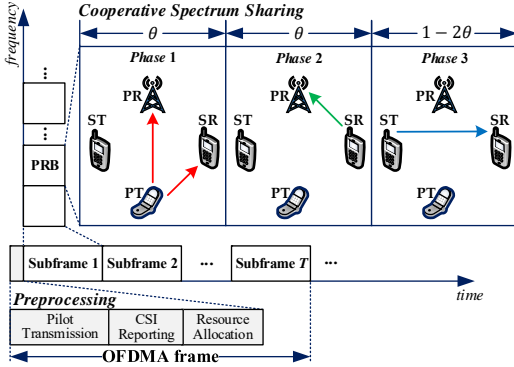 Cooperative Spectrum Sharing
frequency
θ θ 1 − 2θ
Phase 1 Phase 2 Phase 3
PR PR PR
ST SR ST SR ST SR
PT PT PT
...
...
PRB
Subframe 1 Subframe 2 ... Subframe T ...
time
Preprocessing
Pilot Transmission CSI Reporting Resource Allocation
OFDMA frame